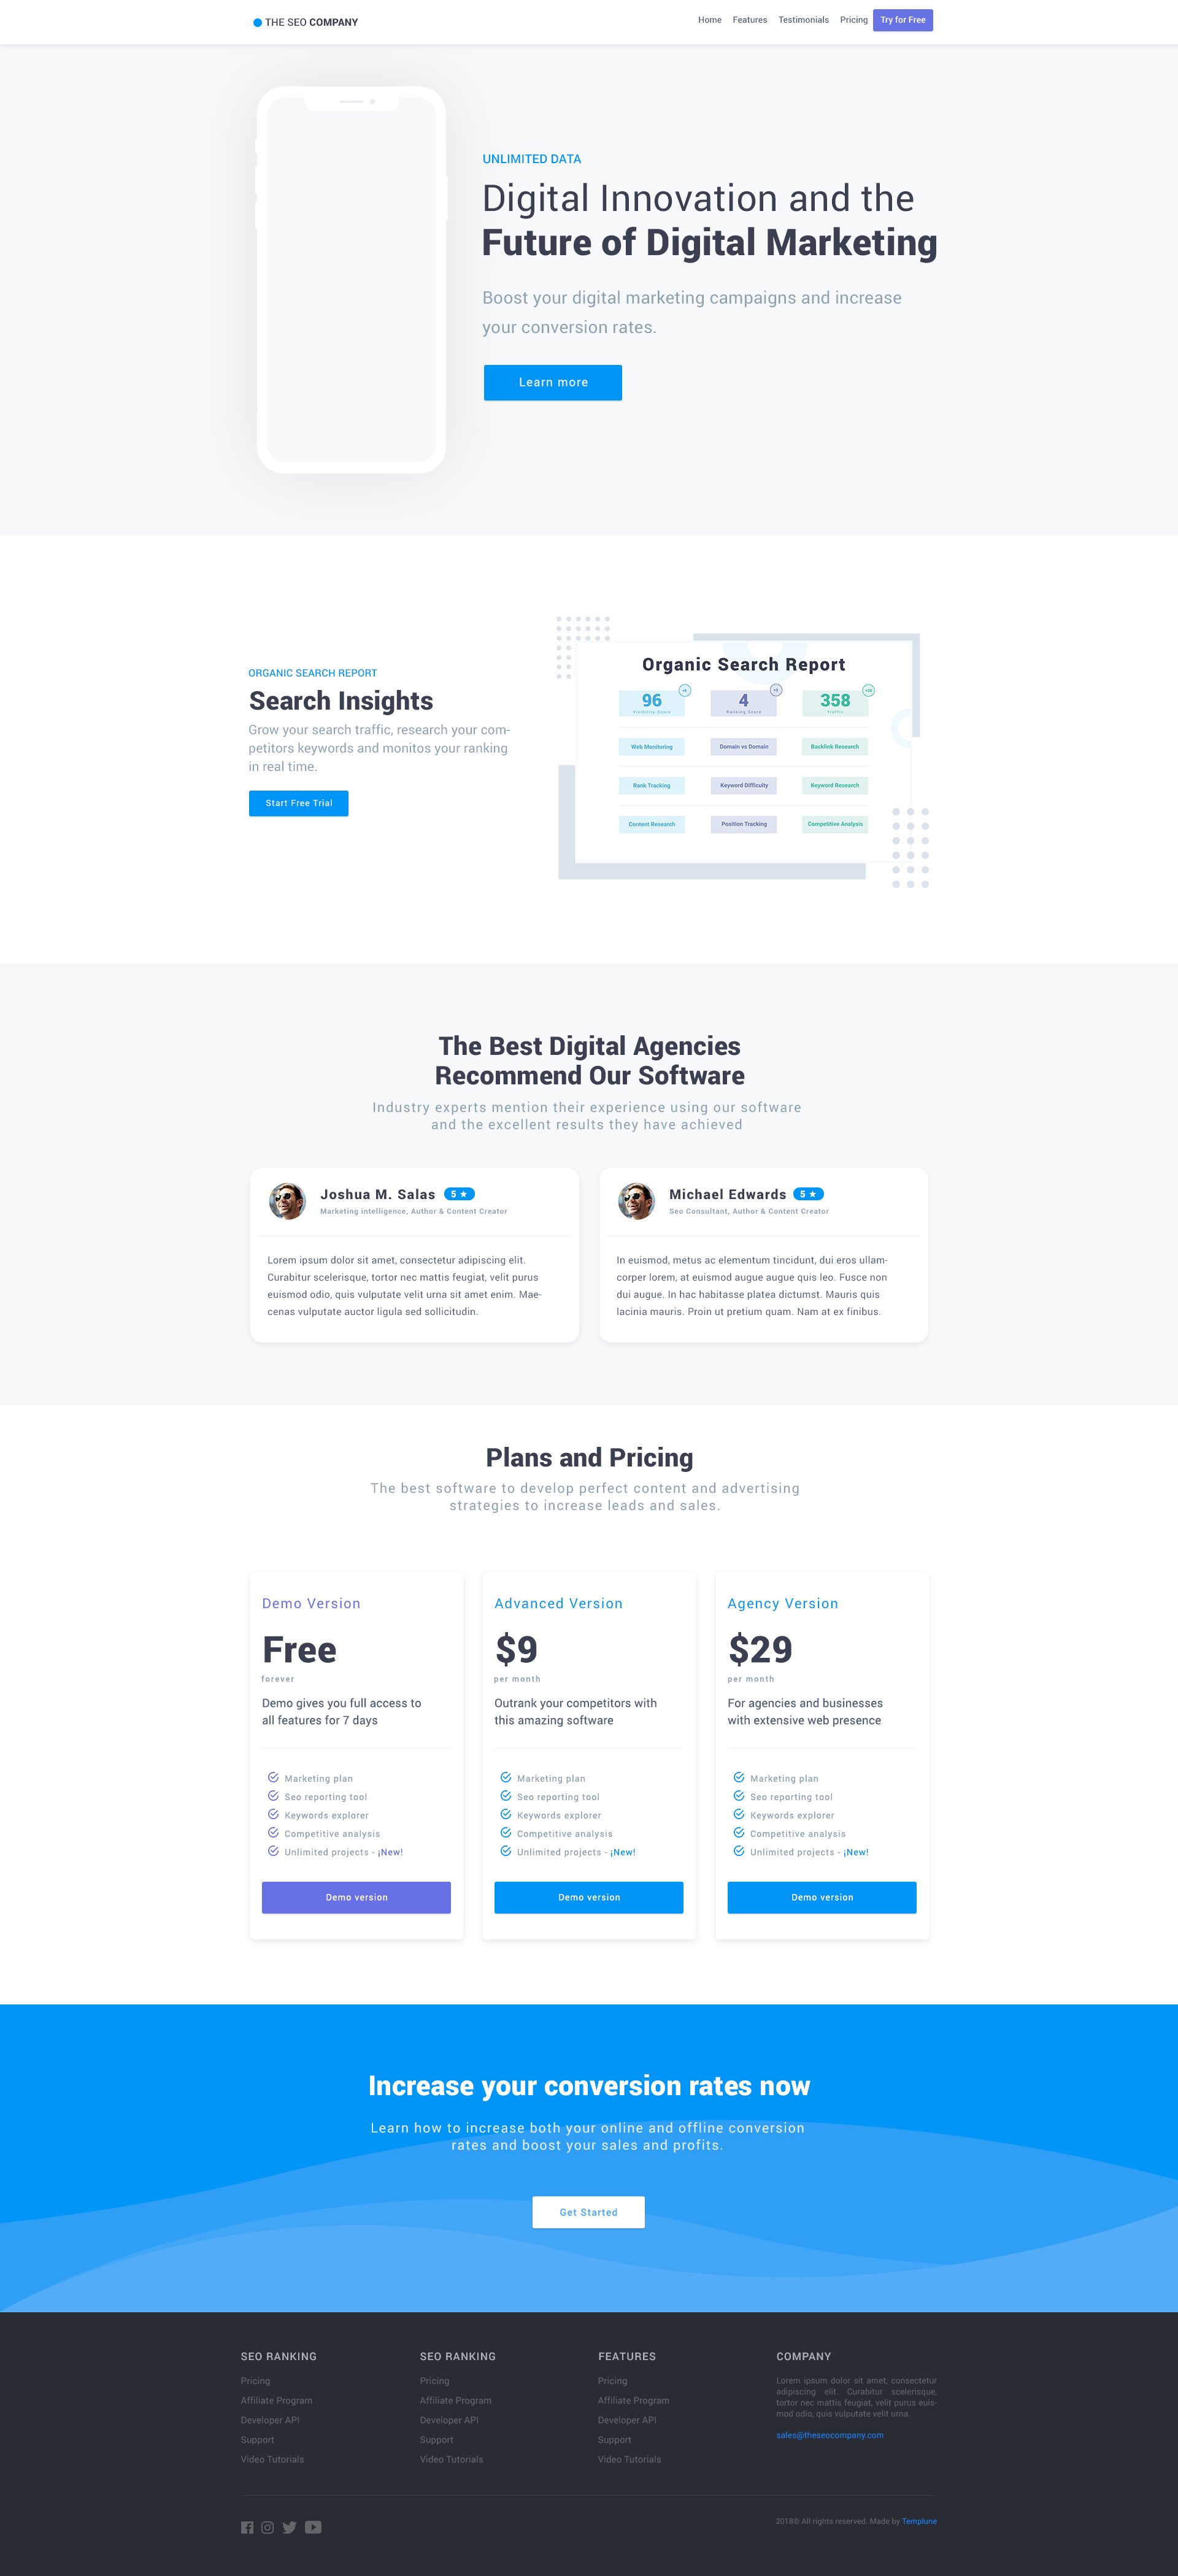 THE SEO COMPANY
Home Features Testimonials Pricing Try for Free
UNLIMITED DATA
Digital Innovation and the
Future of Digital Marketing
Boost your digital marketing campaigns and increase
your conversion rates.
Learn more
ORGANIC SEARCH REPORT
Search Insights
Grow your search traffic, research your com-
petitors keywords and monitos your ranking
in real time.
Start Free Trial
Organic Search Report
96 4 358
Visibility Score Ranking Score Traffic
Web Monitoring Domain vs Domain Backlink Research
Rank Tracking Keyword Difficulty Keyword Research
Content Research Position Tracking Competitive Analysis
The Best Digital Agencies
Recommend Our Software
Industry experts mention their experience using our software
and the excellent results they have achieved
Joshua M. Salas 5 ★
Marketing intelligence, Author & Content Creator
Lorem ipsum dolor sit amet, consectetur adipiscing elit.
Curabitur scelerisque, tortor nec mattis feugiat, velit purus
euismod odio, quis vulputate velit urna sit amet enim. Mae-
cenas vulputate auctor ligula sed sollicitudin.
Michael Edwards 5 ★
Seo Consultant, Author & Content Creator
In euismod, metus ac elementum tincidunt, dui eros ullam-
corper lorem, at euismod augue augue quis leo. Fusce non
dui augue. In hac habitasse platea dictumst. Mauris quis
lacinia mauris. Proin ut pretium quam. Nam at ex finibus.
Plans and Pricing
The best software to develop perfect content and advertising
strategies to increase leads and sales.
Demo Version
Free
forever
Demo gives you full access to
all features for 7 days
Marketing plan
Seo reporting tool
Keywords explorer
Competitive analysis
Unlimited projects - ¡New!
Demo version
Advanced Version
$9
per month
Outrank your competitors with
this amazing software
Marketing plan
Seo reporting tool
Keywords explorer
Competitive analysis
Unlimited projects - ¡New!
Demo version
Agency Version
$29
per month
For agencies and businesses
with extensive web presence
Marketing plan
Seo reporting tool
Keywords explorer
Competitive analysis
Unlimited projects - ¡New!
Demo version
Increase your conversion rates now
Learn how to increase both your online and offline conversion
rates and boost your sales and profits.
Get Started
SEO RANKING
Pricing
Affiliate Program
Developer API
Support
Video Tutorials
SEO RANKING
Pricing
Affiliate Program
Developer API
Support
Video Tutorials
FEATURES
Pricing
Affiliate Program
Developer API
Support
Video Tutorials
COMPANY
Lorem ipsum dolor sit amet, consectetur
adipiscing elit. Curabitur scelerisque,
tortor nec mattis feugiat, velit purus euis-
mod odio, quis vulputate velit urna.
sales@theseocompany.com
2018© All rights reserved. Made by Templune